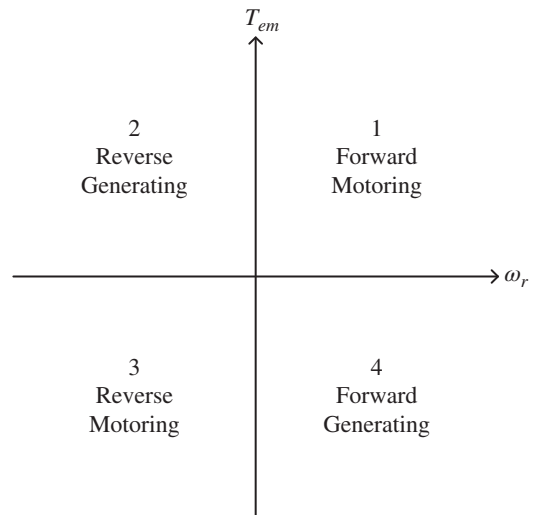 T_em
2
Reverse
Generating
1
Forward
Motoring
ω_r
3
Reverse
Motoring
4
Forward
Generating